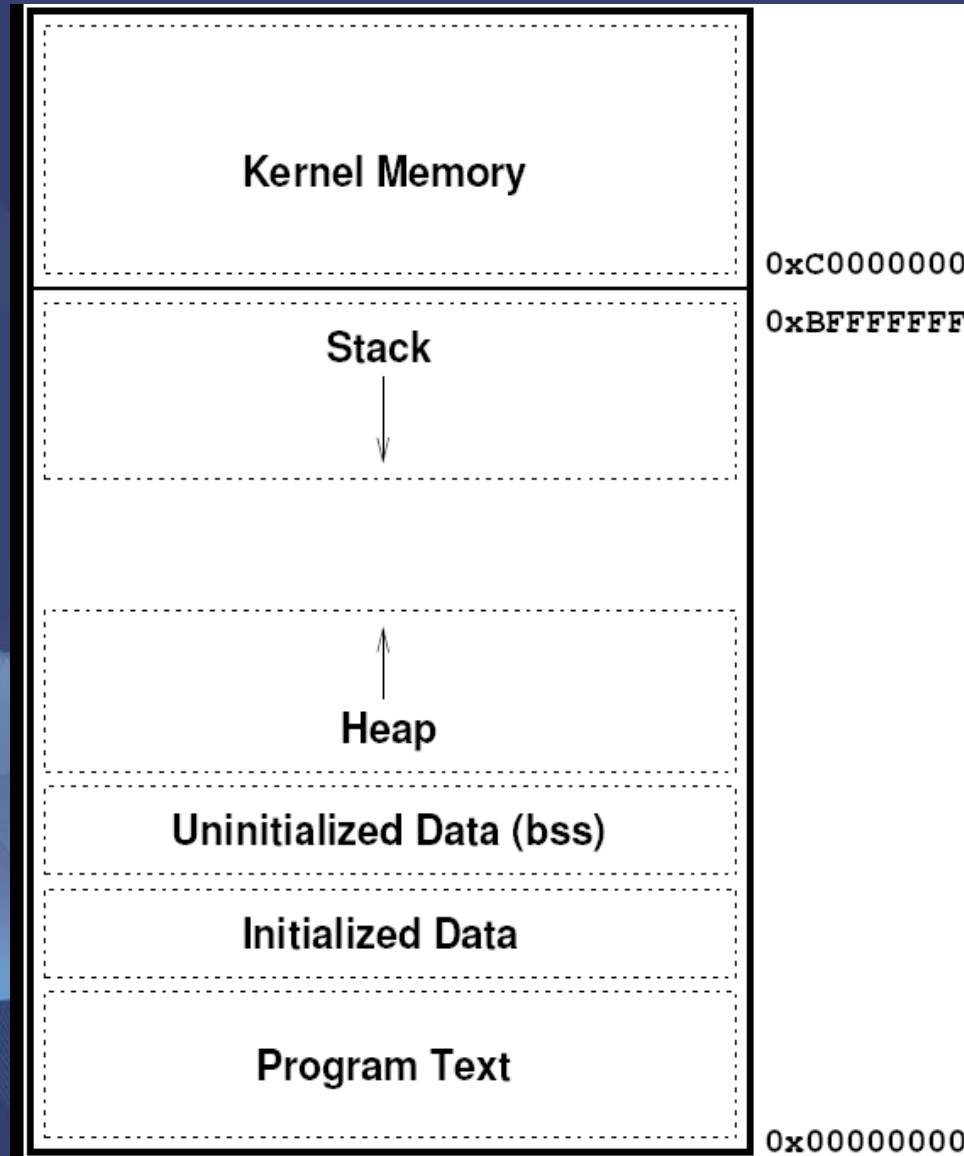 Kernel Memory
0xC0000000
0xBFFFFFFF
Stack
Heap
Uninitialized Data (bss)
Initialized Data
Program Text
0x00000000